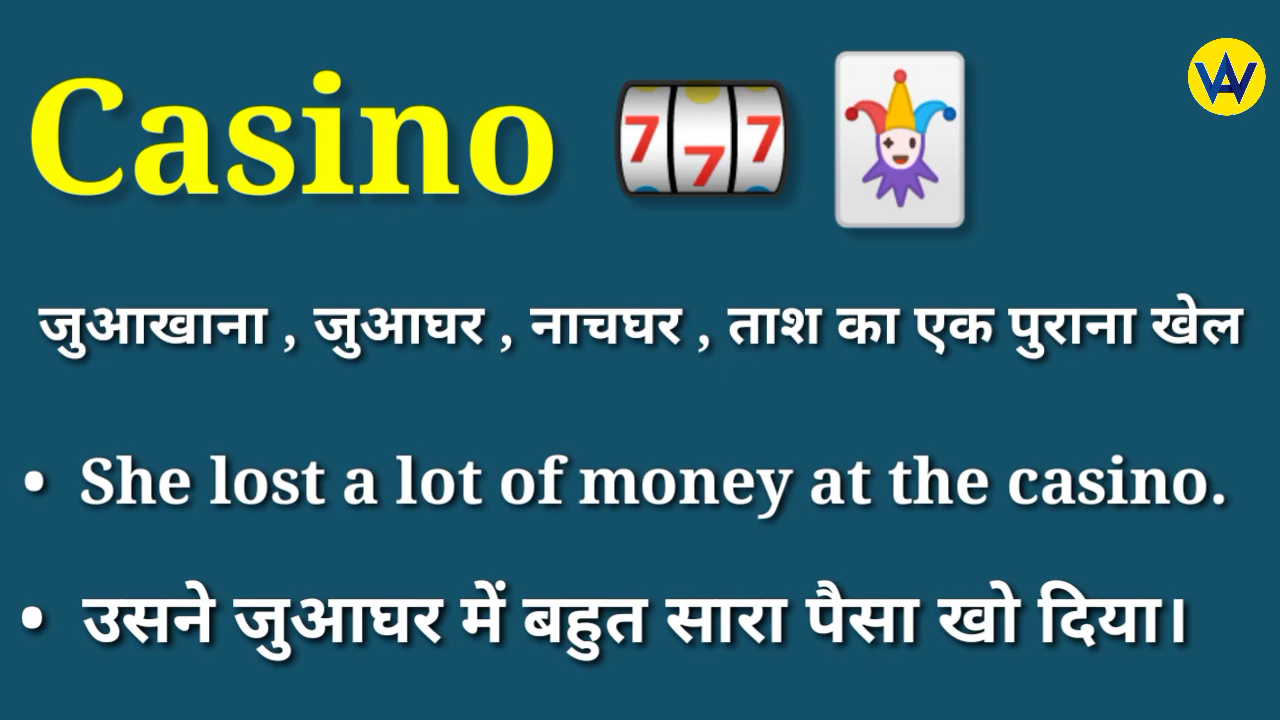 Casino
जुआखाना , जुआघर , नाचघर , ताश का एक पुराना खेल
• She lost a lot of money at the casino.
• उसने जुआघर में बहुत सारा पैसा खो दिया।